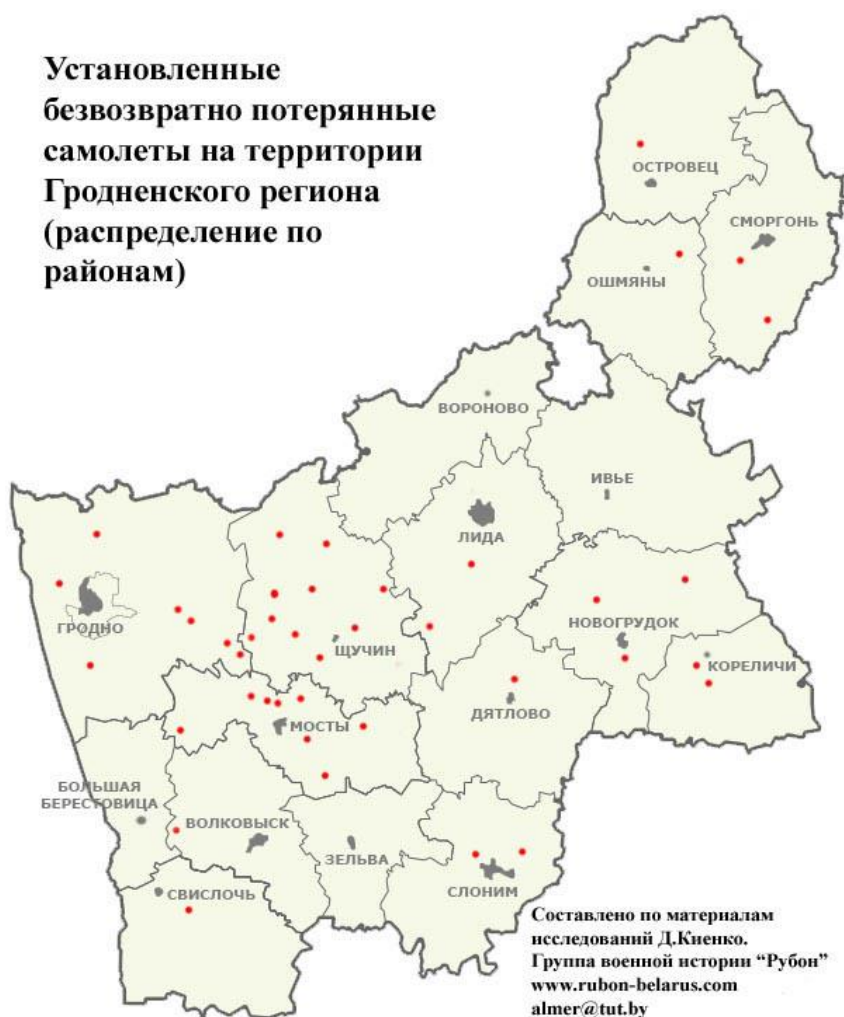 Установленные
безвозвратно потерянные
самолеты на территории
Гродненского региона
(распределение по
районам)
ОСТРОВЕЦ
СМОРГОНЬ
ОШМЯНЫ
ВОРОНОВО
ИВЬЕ
ЛИДА
ГРОДНО
ЩУЧИН
НОВОГРУДОК
КОРЕЛИЧИ
ДЯТЛОВО
МОСТЫ
БОЛЬШАЯ
БЕРЕСТОВИЦА
ВОЛКОВЫСК
ЗЕЛЬВА
СЛОНИМ
СВИСЛОЧЬ
Составлено по материалам
исследований Д.Киенко.
Группа военной истории “Рубон”
www.rubon-belarus.com
almer@tut.by